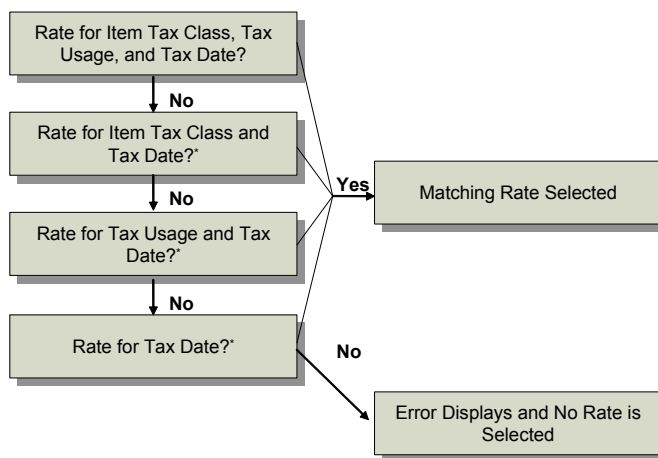 Rate for Item Tax Class, Tax
Usage, and Tax Date?
No
Rate for Item Tax Class and
Tax Date?*
No
Rate for Tax Usage and Tax
Date?*
No
Rate for Tax Date?*
Yes
Matching Rate Selected
No
Error Displays and No Rate is
Selected